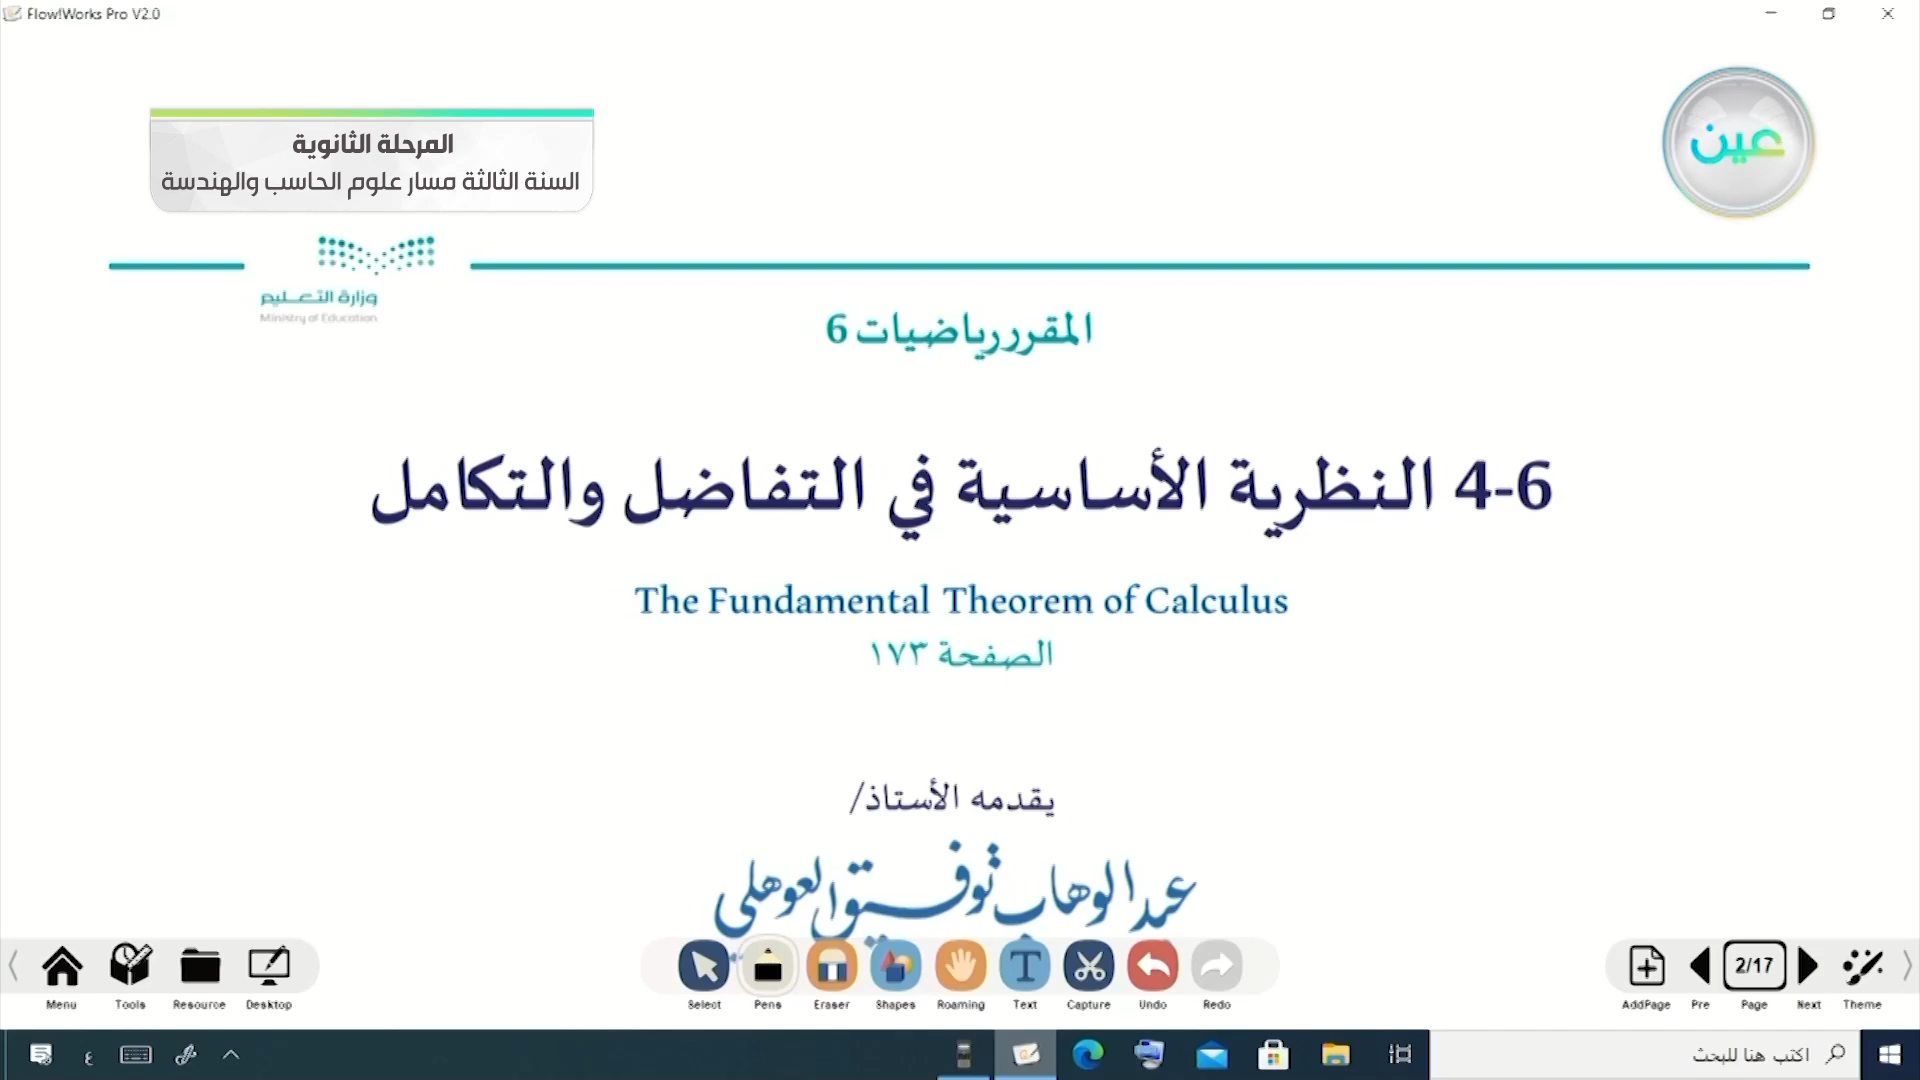 Flow!Works Pro V2.0
المرحلة الثانوية
السنة الثالثة مسار علوم الحاسب والهندسة
عين
وزارة التعليم
Ministry of Education
المقرر رياضيات 6
4-6 النظرية الأساسية في التفاضل والتكامل
The Fundamental Theorem of Calculus
الصفحة ١٧٣
يقدمه الأستاذ/
عبدالوهاب توفيق العوهلي
Menu Tools Resource Desktop
Select Pens Eraser Shapes Roaming Text Capture Undo Redo
2/17
AddPage Pre Page Next Theme
ع
اكتب هنا للبحث